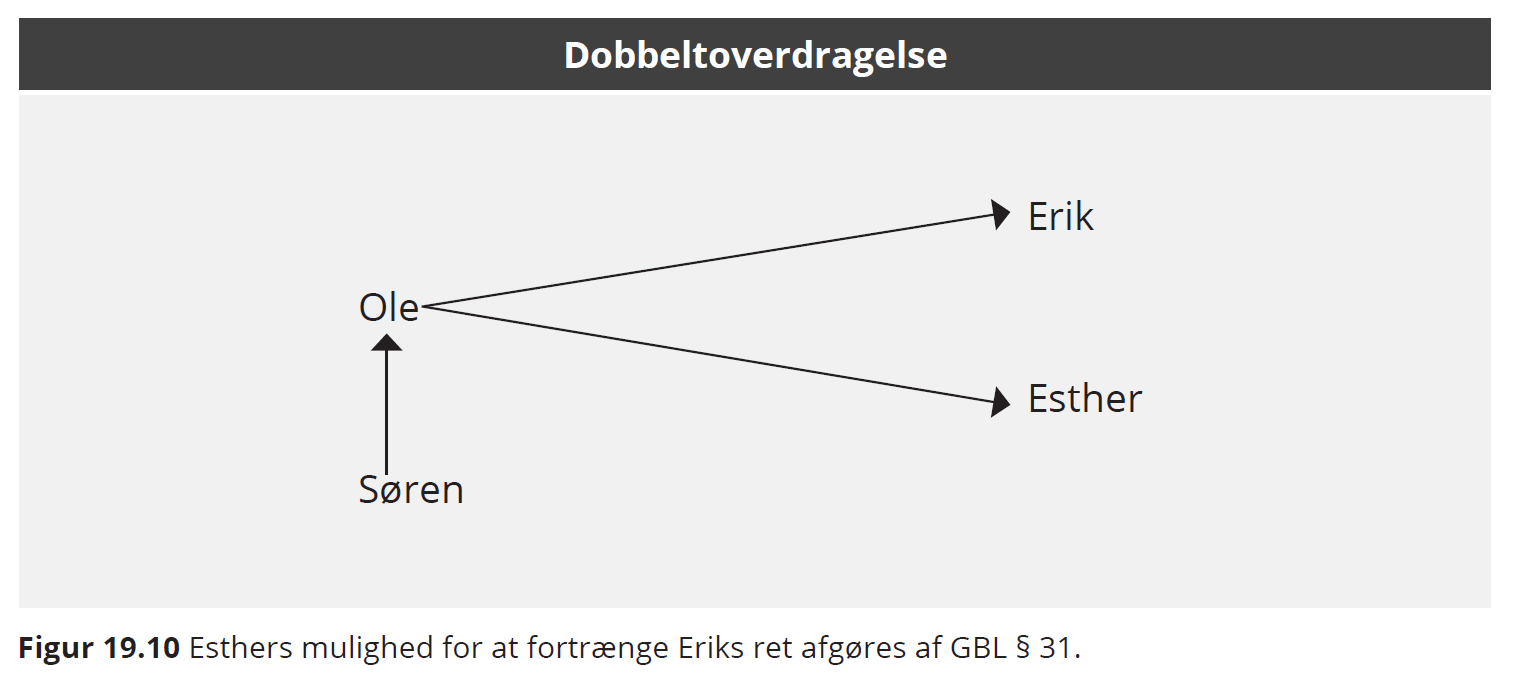 Dobbeltoverdragelse
Erik
Ole
Esther
Søren
Figur 19.10 Esthers mulighed for at fortrænge Eriks ret afgøres af GBL § 31.